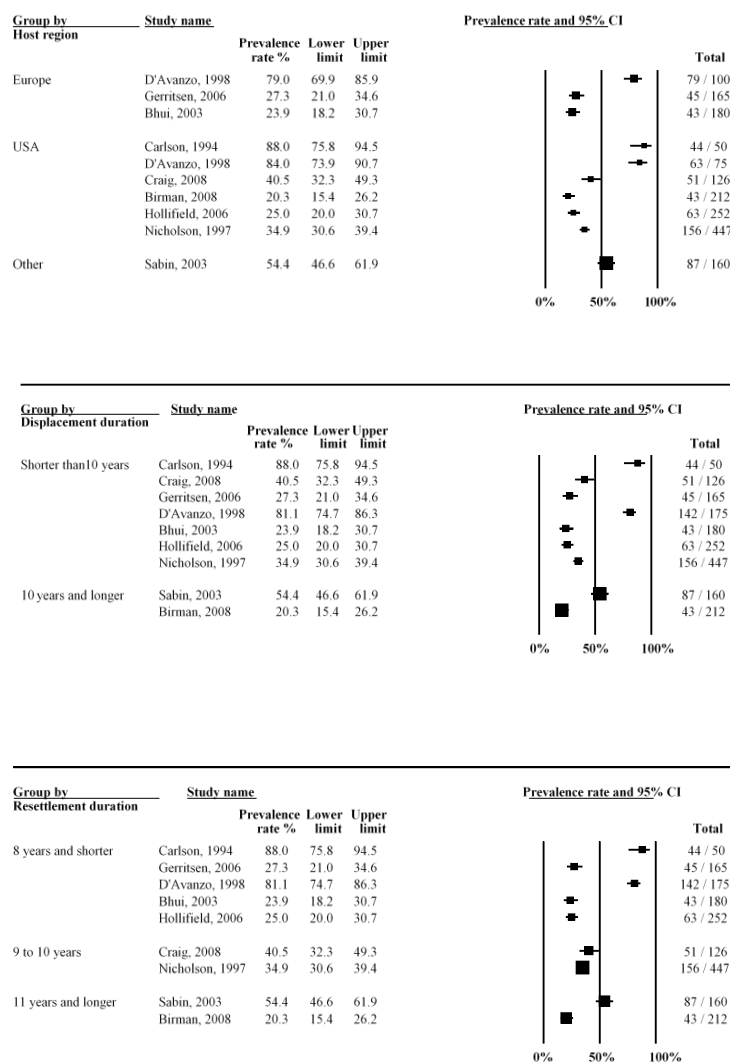 Group by Study name Prevalence rate and 95% CI
Host region
Prevalence Lower Upper
rate % limit limit Total
Europe D'Avanzo, 1998 79.0 69.9 85.9 79 / 100
Gerritsen, 2006 27.3 21.0 34.6 45 / 165
Bhui, 2003 23.9 18.2 30.7 43 / 180
USA Carlson, 1994 88.0 75.8 94.5 44 / 50
D'Avanzo, 1998 84.0 73.9 90.7 63 / 75
Craig, 2008 40.5 32.3 49.3 51 / 126
Birman, 2008 20.3 15.4 26.2 43 / 212
Hollifield, 2006 25.0 20.0 30.7 63 / 252
Nicholson, 1997 34.9 30.6 39.4 156 / 447
Other Sabin, 2003 54.4 46.6 61.9 87 / 160
0% 50% 100%
Group by Study name Prevalence rate and 95% CI
Displacement duration
Prevalence Lower Upper
rate % limit limit Total
Shorter than10 years Carlson, 1994 88.0 75.8 94.5 44 / 50
Craig, 2008 40.5 32.3 49.3 51 / 126
Gerritsen, 2006 27.3 21.0 34.6 45 / 165
D'Avanzo, 1998 81.1 74.7 86.3 142 / 175
Bhui, 2003 23.9 18.2 30.7 43 / 180
Hollifield, 2006 25.0 20.0 30.7 63 / 252
Nicholson, 1997 34.9 30.6 39.4 156 / 447
10 years and longer Sabin, 2003 54.4 46.6 61.9 87 / 160
Birman, 2008 20.3 15.4 26.2 43 / 212
0% 50% 100%
Group by Study name Prevalence rate and 95% CI
Resettlement duration
Prevalence Lower Upper
rate % limit limit Total
8 years and shorter Carlson, 1994 88.0 75.8 94.5 44 / 50
Gerritsen, 2006 27.3 21.0 34.6 45 / 165
D'Avanzo, 1998 81.1 74.7 86.3 142 / 175
Bhui, 2003 23.9 18.2 30.7 43 / 180
Hollifield, 2006 25.0 20.0 30.7 63 / 252
9 to 10 years Craig, 2008 40.5 32.3 49.3 51 / 126
Nicholson, 1997 34.9 30.6 39.4 156 / 447
11 years and longer Sabin, 2003 54.4 46.6 61.9 87 / 160
Birman, 2008 20.3 15.4 26.2 43 / 212
0% 50% 100%